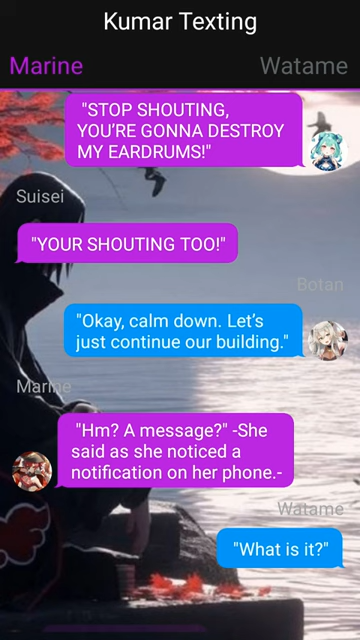 Kumar Texting
Marine Watame
"STOP SHOUTING,
YOU'RE GONNA DESTROY
MY EARDRUMS!"
Suisei
"YOUR SHOUTING TOO!"
Botan
"Okay, calm down. Let's
just continue our building."
Marine
"Hm? A message?" -She
said as she noticed a
notification on her phone.-
Watame
"What is it?"